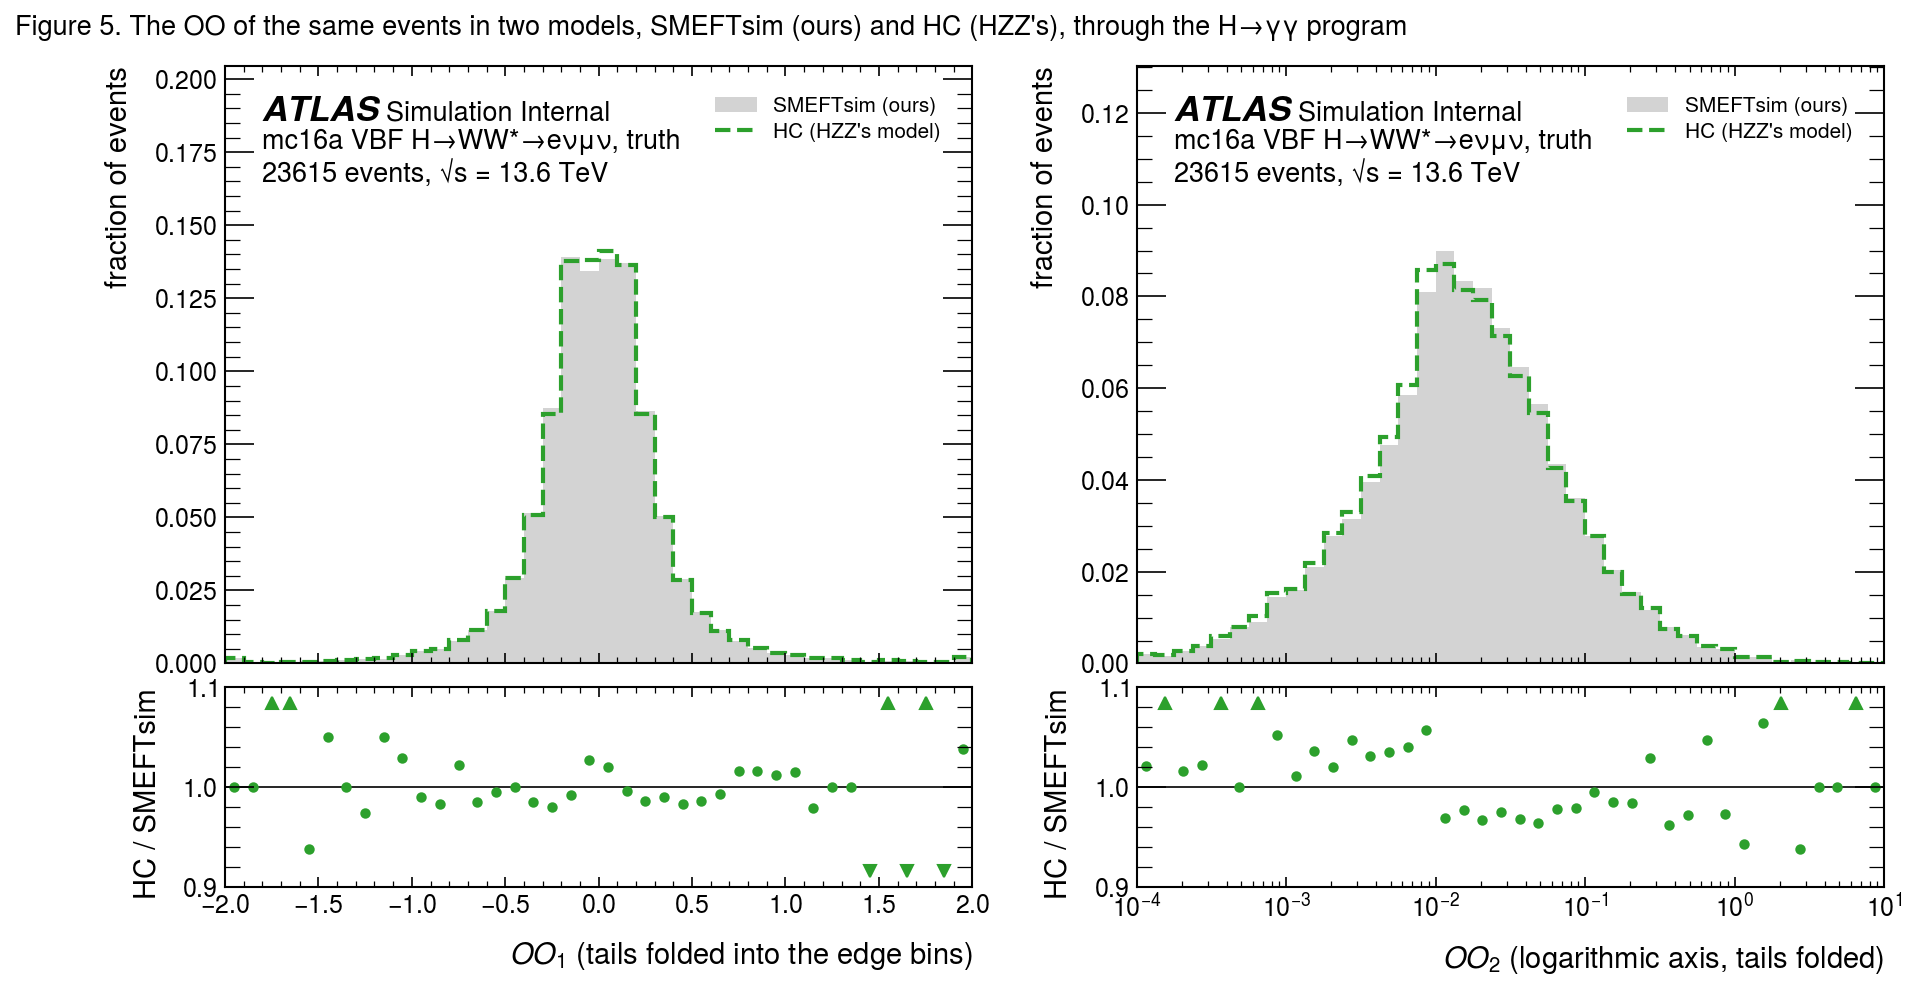 Figure 5. The OO of the same events in two models, SMEFTsim (ours) and HC (HZZ's), through the H→γγ program
fraction of events
0.200
0.175
0.150
0.125
0.100
0.075
0.050
0.025
0.000
ATLAS Simulation Internal
mc16a VBF H→WW*→eνμν, truth
23615 events, √s = 13.6 TeV
SMEFTsim (ours)
HC (HZZ's model)
HC / SMEFTsim
1.1
1.0
0.9
−2.0 −1.5 −1.0 −0.5 0.0 0.5 1.0 1.5 2.0
OO₁ (tails folded into the edge bins)
fraction of events
0.12
0.10
0.08
0.06
0.04
0.02
0.00
ATLAS Simulation Internal
mc16a VBF H→WW*→eνμν, truth
23615 events, √s = 13.6 TeV
SMEFTsim (ours)
HC (HZZ's model)
HC / SMEFTsim
1.1
1.0
0.9
10⁻⁴ 10⁻³ 10⁻² 10⁻¹ 10⁰ 10¹
OO₂ (logarithmic axis, tails folded)